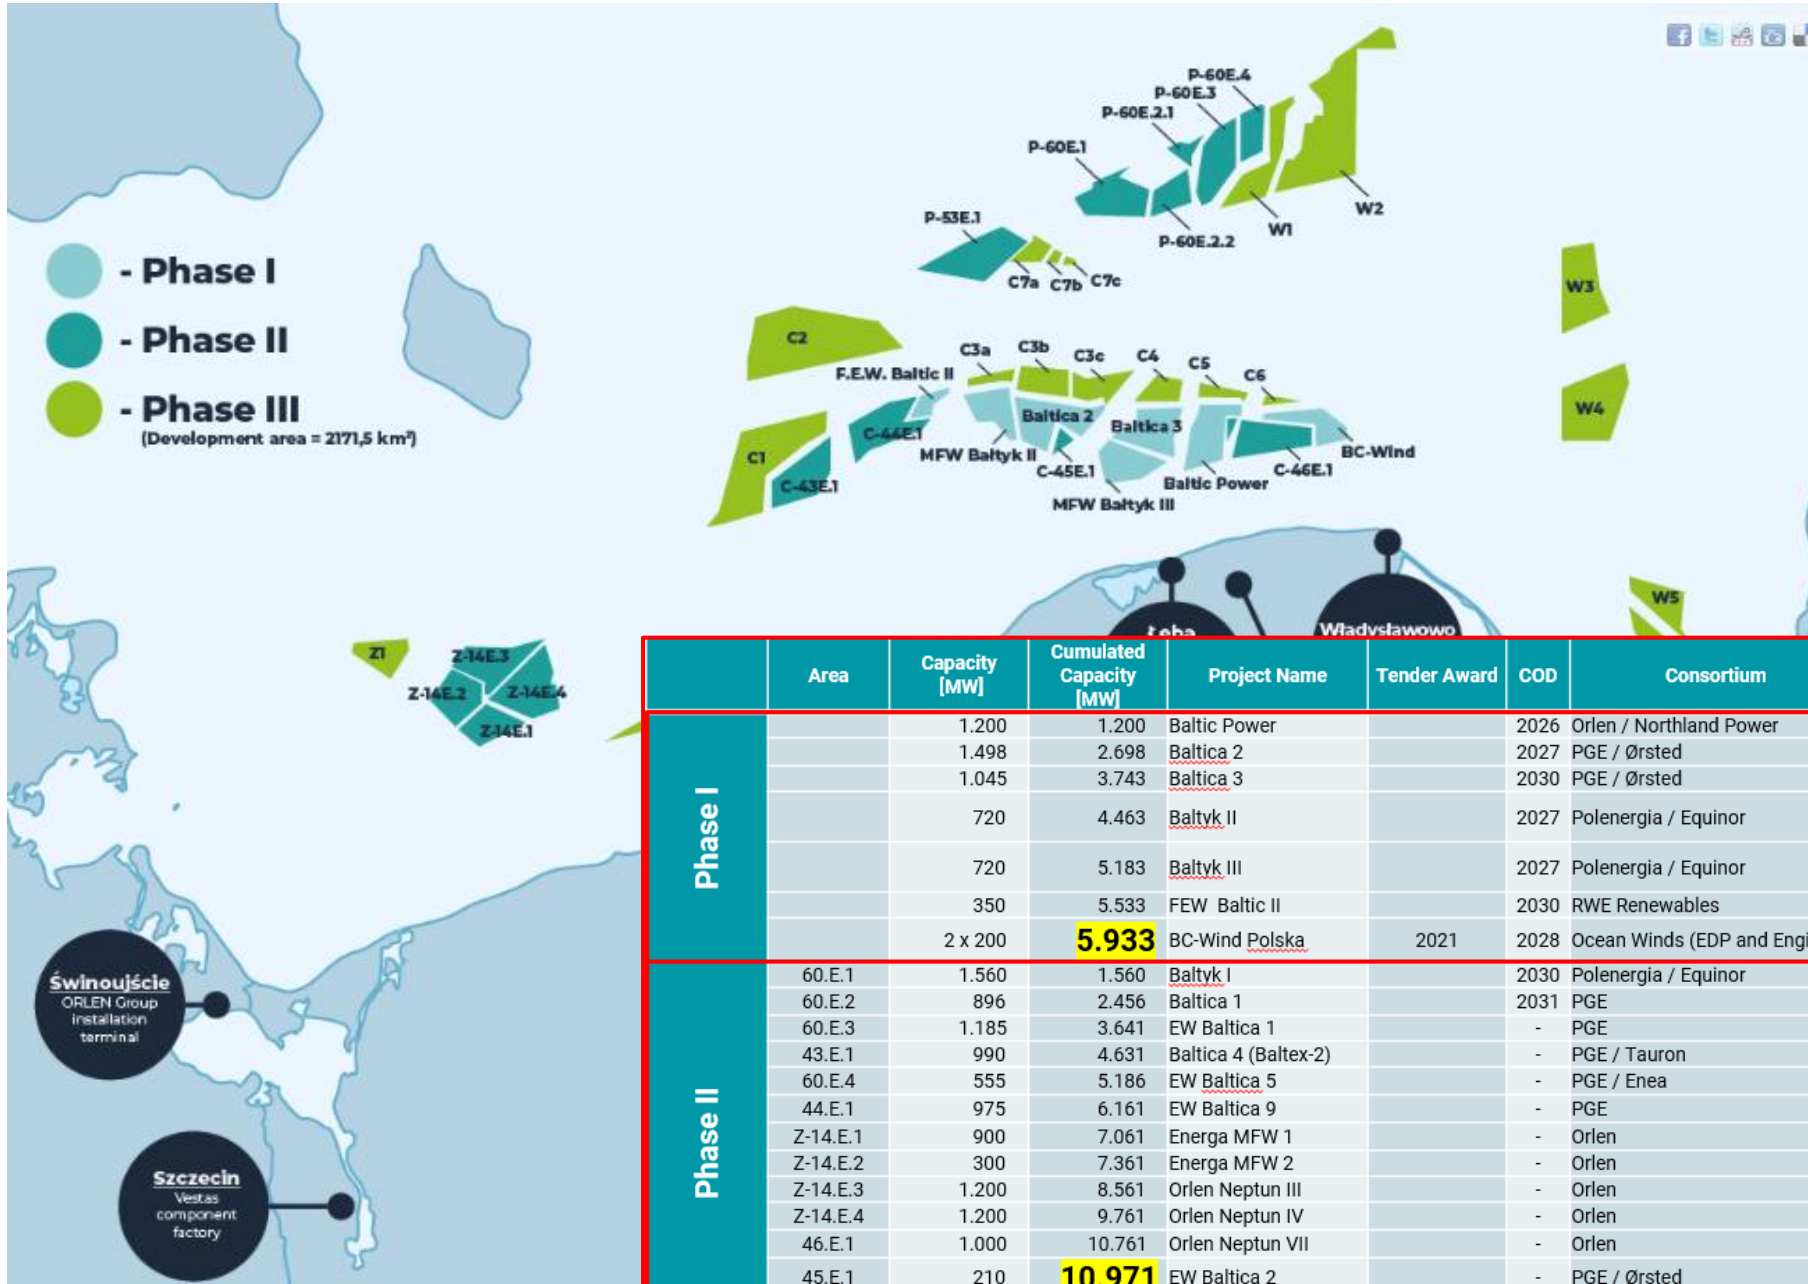 P-60E.4
P-60E.3
P-60E.2.1
P-60E.1
W2
W1
P-60E.2.2
P-53E.1
C7a
C7b
C7c
- Phase I
- Phase II
- Phase III
(Development area = 2171,5 km²)
W3
W4
C2
C3a
C3b
C3c
C4
C5
C6
F.E.W. Baltic II
Baltica 2
Baltica 3
C-44E.1
MFW Bałtyk II
C-45E.1
BC-Wind
C-46E.1
C1
C-43E.1
Baltic Power
MFW Bałtyk III
W5
Łeba
Władysławowo
Z1
Z-14E.3
Z-14E.2
Z-14E.4
Z-14E.1
Świnoujście
ORLEN Group
installation
terminal
Szczecin
Vestas
component
factory
Area Capacity [MW] Cumulated Capacity [MW] Project Name Tender Award COD Consortium
Phase I
1.200 1.200 Baltic Power 2026 Orlen / Northland Power
1.498 2.698 Baltica 2 2027 PGE / Ørsted
1.045 3.743 Baltica 3 2030 PGE / Ørsted
720 4.463 Baltyk II 2027 Polenergia / Equinor
720 5.183 Baltyk III 2027 Polenergia / Equinor
350 5.533 FEW Baltic II 2030 RWE Renewables
2 x 200 5.933 BC-Wind Polska 2021 2028 Ocean Winds (EDP and Engi
Phase II
60.E.1 1.560 1.560 Baltyk I 2030 Polenergia / Equinor
60.E.2 896 2.456 Baltica 1 2031 PGE
60.E.3 1.185 3.641 EW Baltica 1 - PGE
43.E.1 990 4.631 Baltica 4 (Baltex-2) - PGE / Tauron
60.E.4 555 5.186 EW Baltica 5 - PGE / Enea
44.E.1 975 6.161 EW Baltica 9 - PGE
Z-14.E.1 900 7.061 Energa MFW 1 - Orlen
Z-14.E.2 300 7.361 Energa MFW 2 - Orlen
Z-14.E.3 1.200 8.561 Orlen Neptun III - Orlen
Z-14.E.4 1.200 9.761 Orlen Neptun IV - Orlen
46.E.1 1.000 10.761 Orlen Neptun VII - Orlen
45.E.1 210 10.971 EW Baltica 2 - PGE / Ørsted